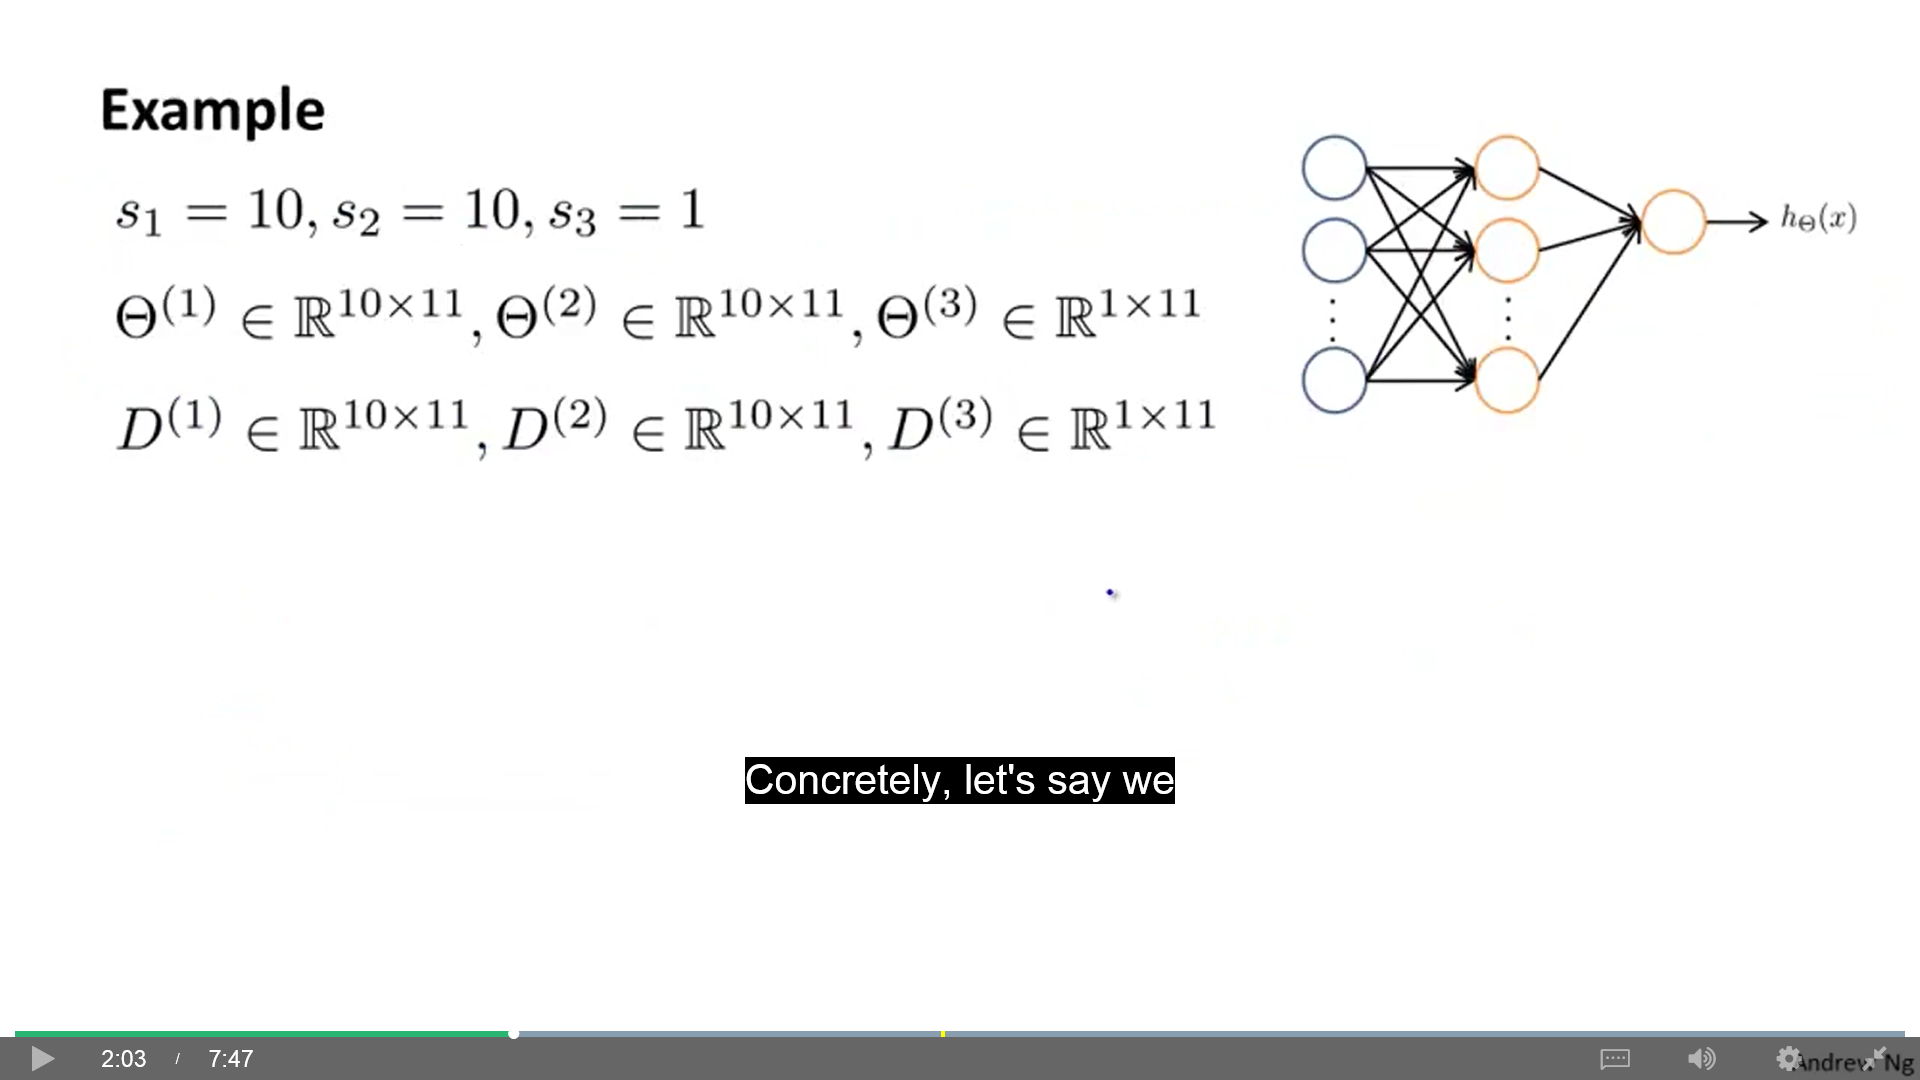 Example
s₁ = 10, s₂ = 10, s₃ = 1
Θ⁽¹⁾ ∈ ℝ¹⁰ˣ¹¹, Θ⁽²⁾ ∈ ℝ¹⁰ˣ¹¹, Θ⁽³⁾ ∈ ℝ¹ˣ¹¹
D⁽¹⁾ ∈ ℝ¹⁰ˣ¹¹, D⁽²⁾ ∈ ℝ¹⁰ˣ¹¹, D⁽³⁾ ∈ ℝ¹ˣ¹¹
h_Θ(x)
Concretely, let's say we
2:03 / 7:47
Andrew Ng